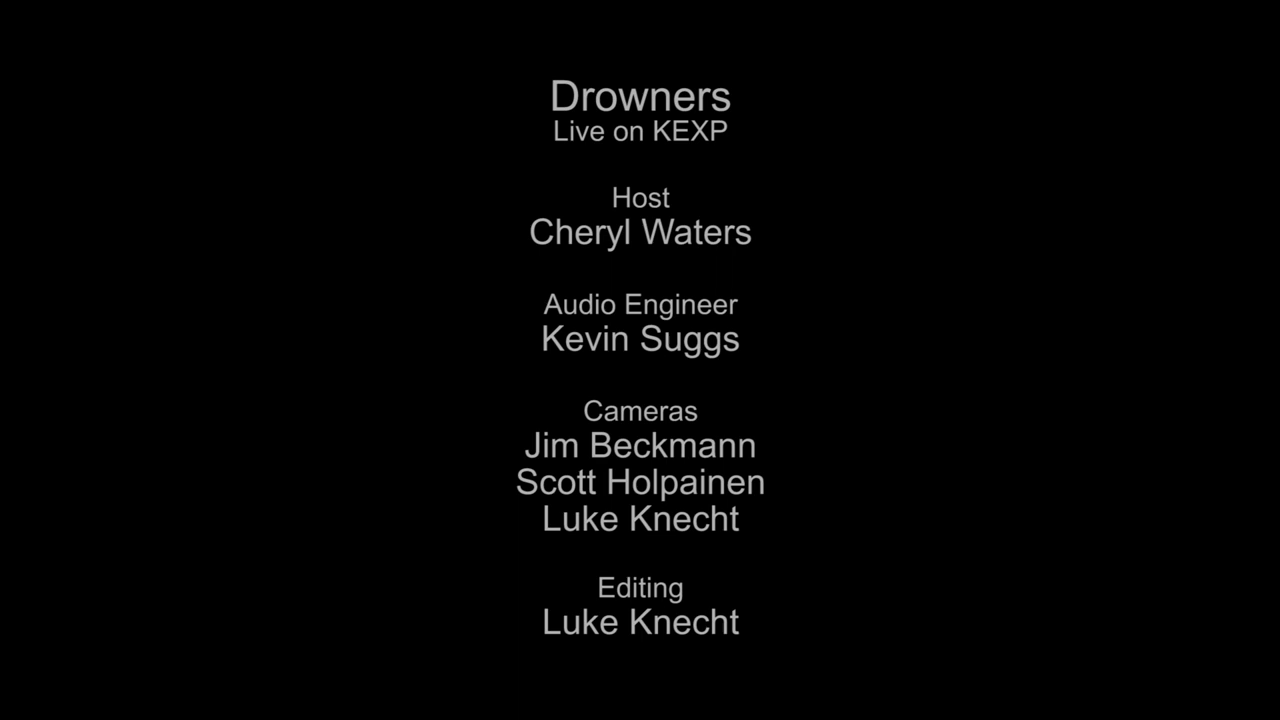 Drowners
Live on KEXP
Host
Cheryl Waters
Audio Engineer
Kevin Suggs
Cameras
Jim Beckmann
Scott Holpainen
Luke Knecht
Editing
Luke Knecht